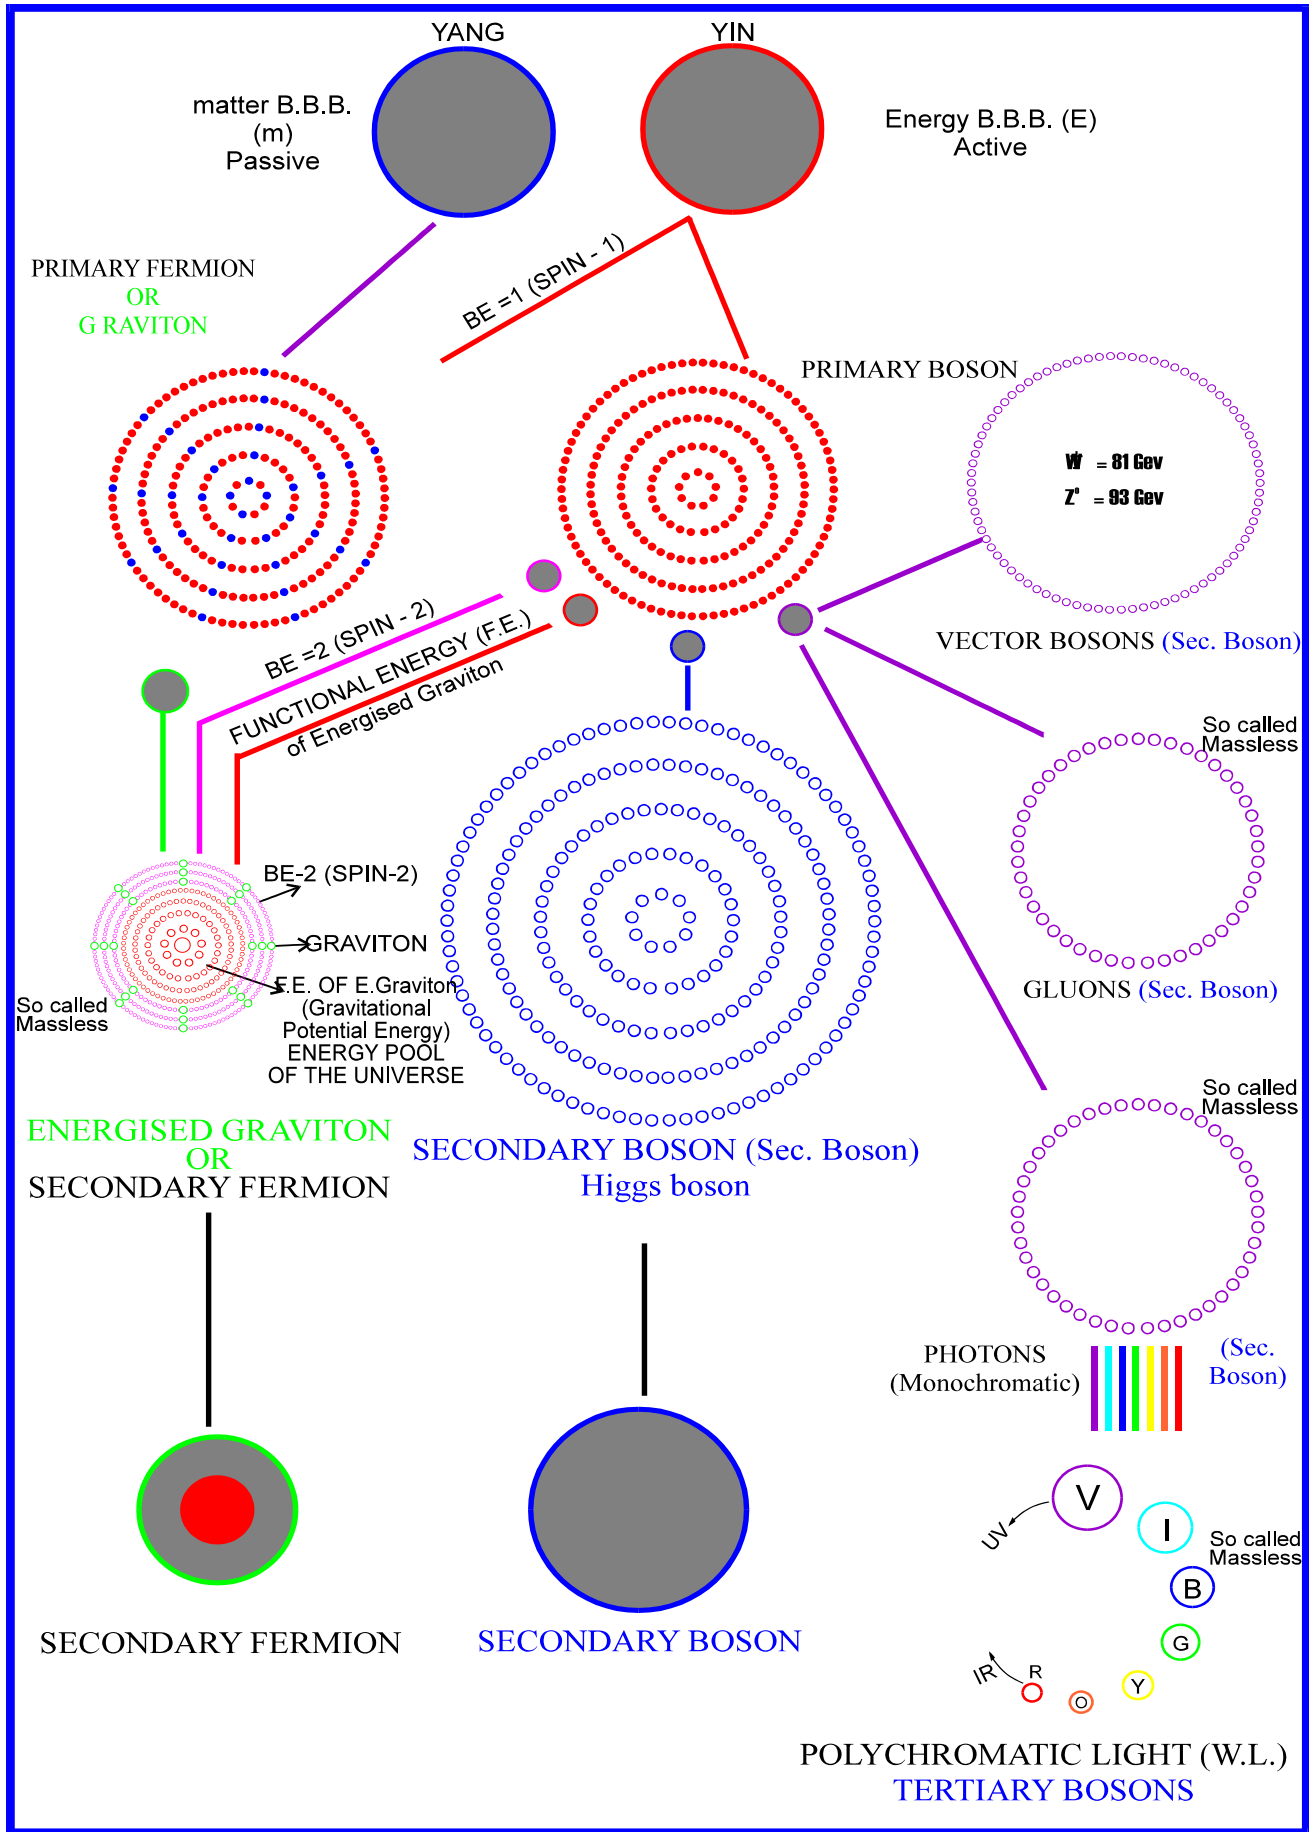 YANG
YIN
matter B.B.B.
(m)
Passive
Energy B.B.B. (E)
Active
PRIMARY FERMION
OR
G RAVITON
BE =1 (SPIN - 1)
PRIMARY BOSON
= 81 Gev
Z° = 93 Gev
VECTOR BOSONS (Sec. Boson)
BE =2 (SPIN - 2)
FUNCTIONAL ENERGY (F.E.)
of Energised Graviton
So called
Massless
GLUONS (Sec. Boson)
BE-2 (SPIN-2)
GRAVITON
F.E. OF E.Graviton
(Gravitational
Potential Energy)
ENERGY POOL
OF THE UNIVERSE
So called
Massless
ENERGISED GRAVITON
OR
SECONDARY FERMION
SECONDARY BOSON (Sec. Boson)
Higgs boson
So called
Massless
PHOTONS
(Monochromatic)
(Sec.
Boson)
V
UV
I
So called
Massless
B
G
Y
O
R
IR
SECONDARY FERMION
SECONDARY BOSON
POLYCHROMATIC LIGHT (W.L.)
TERTIARY BOSONS